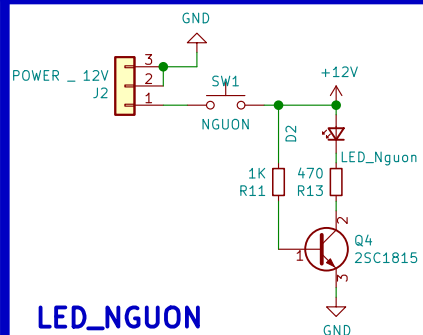 GND
POWER _ 12V
J2
3
2
1
SW1
NGUON
+12V
D2
LED_Nguon
1K
R11
470
R13
2
Q4
2SC1815
1
3
GND
LED_NGUON